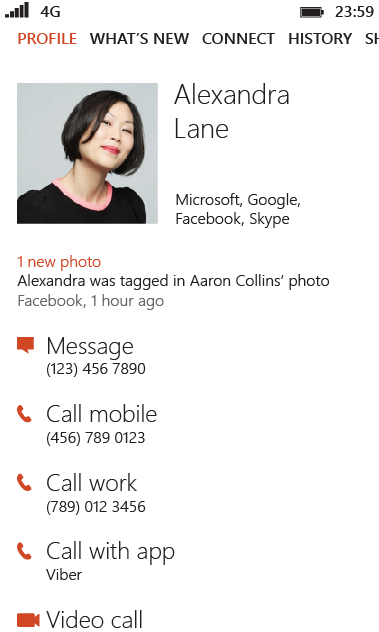 4G 23:59
PROFILE WHAT'S NEW CONNECT HISTORY SH
Alexandra
Lane
Microsoft, Google,
Facebook, Skype
1 new photo
Alexandra was tagged in Aaron Collins' photo
Facebook, 1 hour ago
Message
(123) 456 7890
Call mobile
(456) 789 0123
Call work
(789) 012 3456
Call with app
Viber
Video call